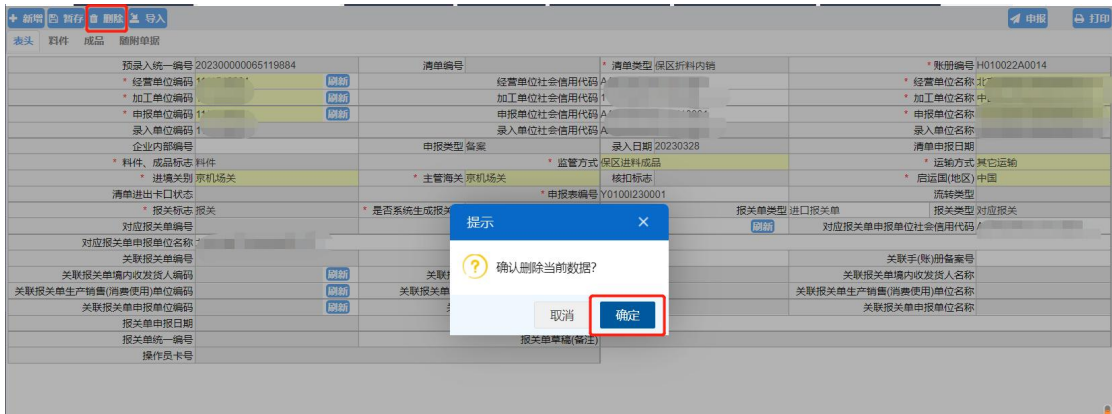 新增 暂存 删除 导入 申报 打印
表头 料件 成品 随附单据
预录入统一编号 202300000065119884 清单编号 * 清单类型 保区折料内销 * 账册编号 H010022A0014
* 经营单位编码 刷新 经营单位社会信用代码 * 经营单位名称
* 加工单位编码 刷新 加工单位社会信用代码 * 加工单位名称
* 申报单位编码 刷新 申报单位社会信用代码 * 申报单位名称
录入单位编码 录入单位社会信用代码 录入单位名称
企业内部编号 申报类型 备案 录入日期 20230328 清单申报日期
* 料件、成品标志 料件 * 监管方式 保区进料成品 * 运输方式 其它运输
* 进境关别 京机场关 * 主管海关 京机场关 核扣标志 * 启运国(地区) 中国
清单进出卡口状态 * 申报表编号 Y0100I230001 流转类型
* 报关标志 报关 * 是否系统生成报关 报关单类型 进口报关单 报关类型 对应报关
对应报关单编号 刷新 对应报关单申报单位社会信用代码
对应报关单申报单位名称
关联报关单编号 关联手(账)册备案号
关联报关单境内收发货人编码 刷新 关联报 关联报关单境内收发货人名称
关联报关单生产销售(消费使用)单位编码 刷新 关联报关单 关联报关单生产销售(消费使用)单位名称
关联报关单申报单位编码 刷新 关联报关单申报单位名称
报关单申报日期
报关单统一编号 报关单草稿(备注)
操作员卡号
提示 ×
? 确认删除当前数据?
取消 确定